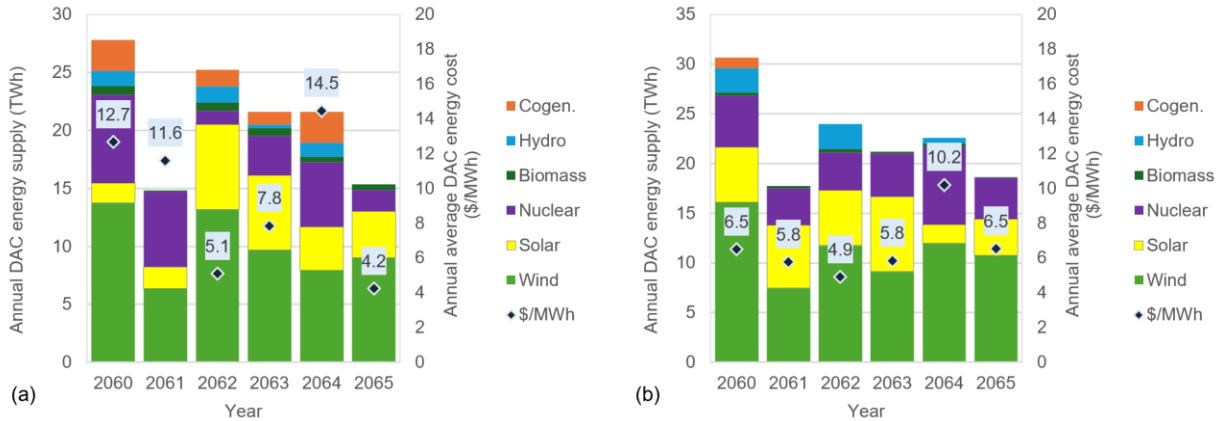 30
25
20
15
10
5
0
Annual DAC energy supply (TWh)
12.7
11.6
5.1
7.8
14.5
4.2
20
18
16
14
12
10
8
6
4
2
0
Annual average DAC energy cost
($/MWh)
2060 2061 2062 2063 2064 2065
Year
Cogen.
Hydro
Biomass
Nuclear
Solar
Wind
$/MWh
(a)
35
30
25
20
15
10
5
0
Annual DAC energy supply (TWh)
6.5
5.8
4.9
5.8
10.2
6.5
20
18
16
14
12
10
8
6
4
2
0
Annual average DAC energy cost
($/MWh)
2060 2061 2062 2063 2064 2065
Year
Cogen.
Hydro
Biomass
Nuclear
Solar
Wind
$/MWh
(b)